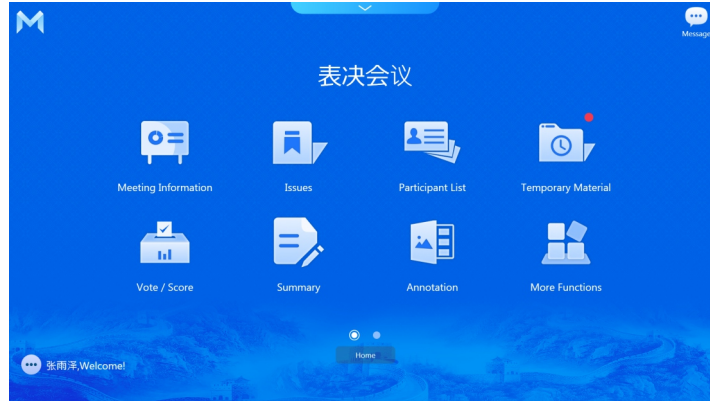 Message
表决会议
Meeting Information
Issues
Participant List
Temporary Material
Vote / Score
Summary
Annotation
More Functions
Home
张雨泽,Welcome!